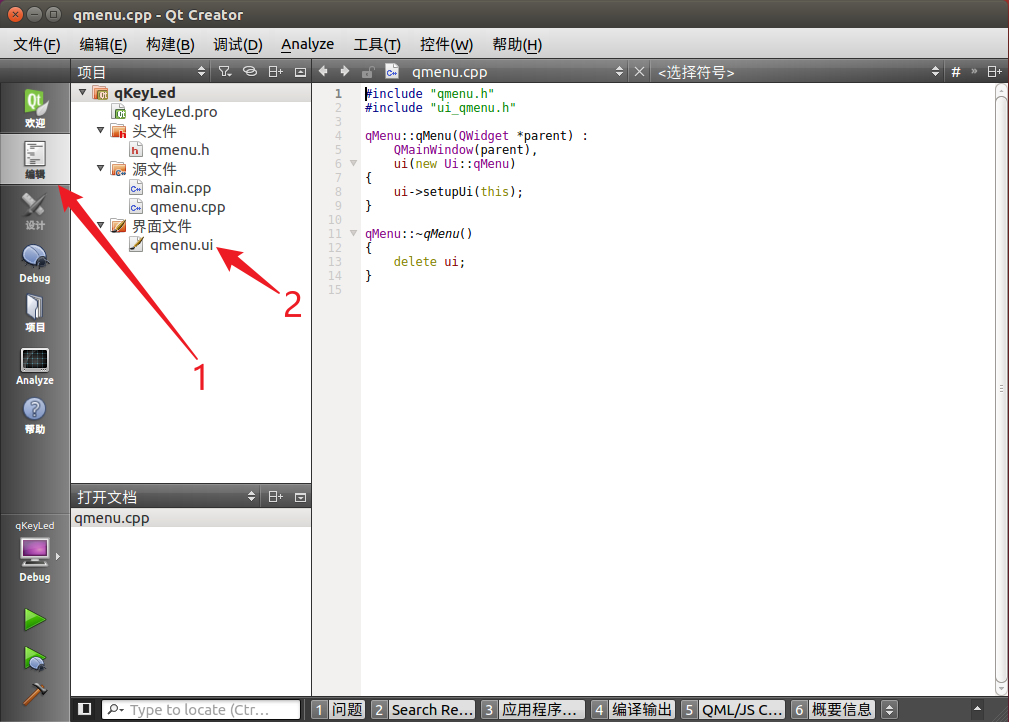 qmenu.cpp - Qt Creator
文件(F) 编辑(E) 构建(B) 调试(D) Analyze 工具(T) 控件(W) 帮助(H)
项目 qmenu.cpp <选择符号> # »
欢迎
编辑
设计
Debug
项目
Analyze
帮助
qKeyLed
Debug
qKeyLed
qKeyLed.pro
头文件
qmenu.h
源文件
main.cpp
qmenu.cpp
界面文件
qmenu.ui
1
2
打开文档
qmenu.cpp
1 #include "qmenu.h"
2 #include "ui_qmenu.h"
3
4 qMenu::qMenu(QWidget *parent) :
5 QMainWindow(parent),
6 ui(new Ui::qMenu)
7 {
8 ui->setupUi(this);
9 }
10
11 qMenu::~qMenu()
12 {
13 delete ui;
14 }
15
Type to locate (Ctr... 1 问题 2 Search Re... 3 应用程序... 4 编译输出 5 QML/JS C... 6 概要信息